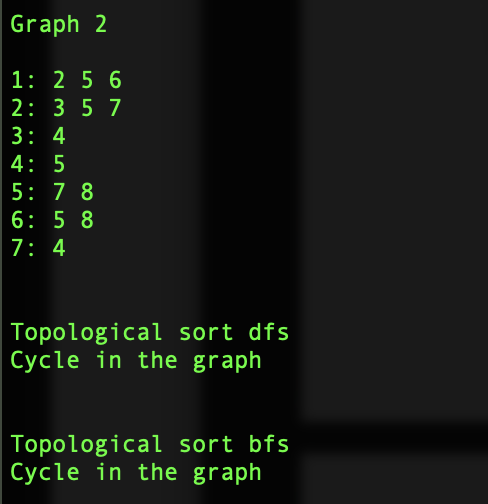 Graph 2
1: 2 5 6
2: 3 5 7
3: 4
4: 5
5: 7 8
6: 5 8
7: 4
Topological sort dfs
Cycle in the graph
Topological sort bfs
Cycle in the graph